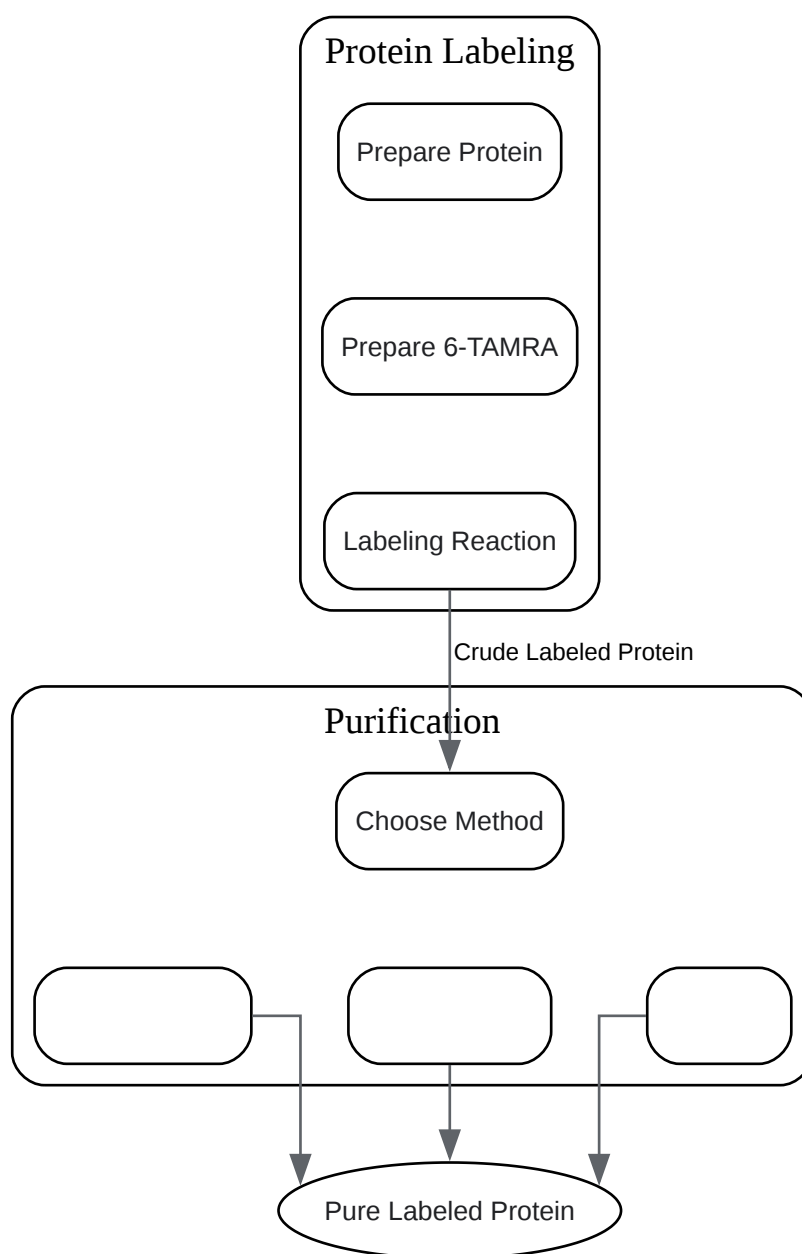 Protein Labeling
Prepare Protein
Prepare 6-TAMRA
Labeling Reaction
Crude Labeled Protein
Purification
Choose Method
Pure Labeled Protein